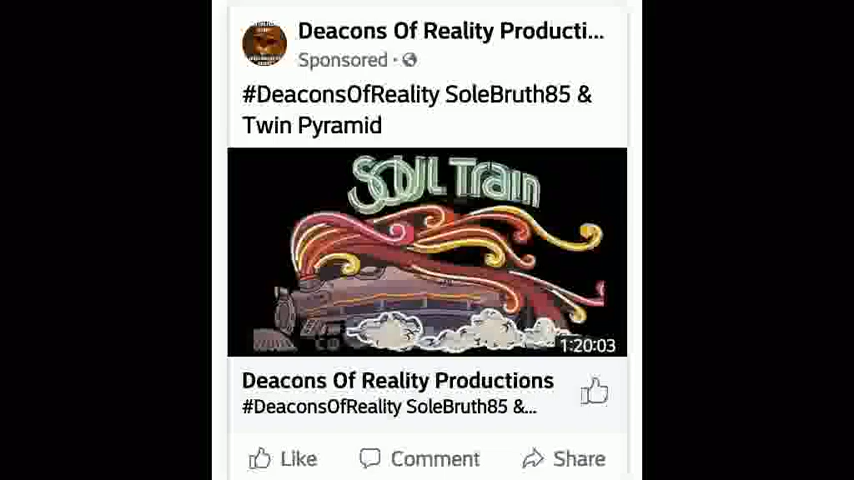 Deacons Of Reality Producti...
Sponsored ·
#DeaconsOfReality SoleBruth85 &
Twin Pyramid
SOUL Train
1:20:03
Deacons Of Reality Productions
#DeaconsOfReality SoleBruth85 &...
Like Comment Share